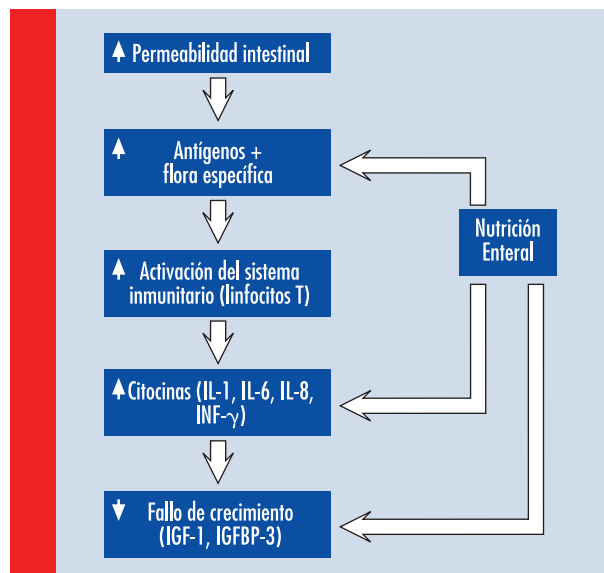 Permeabilidad intestinal
Antígenos +
flora específica
Nutrición
Enteral
Activación del sistema
inmunitario (linfocitos T)
Citocinas (IL-1, IL-6, IL-8,
INF-γ)
Fallo de crecimiento
(IGF-1, IGFBP-3)